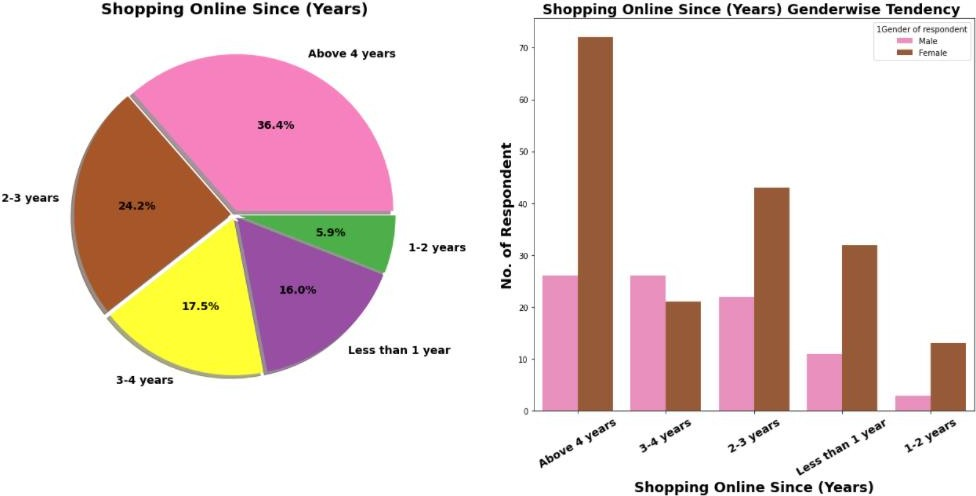 Shopping Online Since (Years)
Above 4 years
36.4%
2-3 years
24.2%
5.9%
1-2 years
16.0%
17.5%
Less than 1 year
3-4 years
Shopping Online Since (Years) Genderwise Tendency
1Gender of respondent
Male
Female
No. of Respondent
70
60
50
40
30
20
10
0
Above 4 years
3-4 years
2-3 years
Less than 1 year
1-2 years
Shopping Online Since (Years)